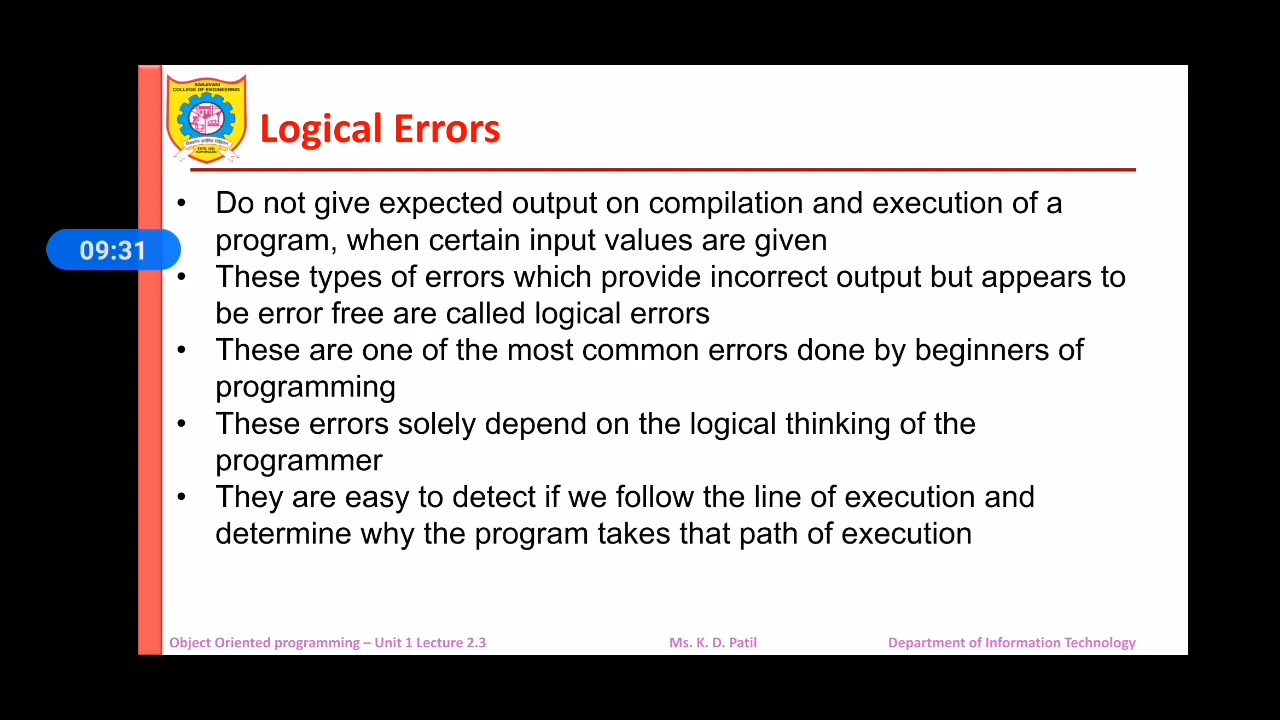 SANJIVANI
COLLEGE OF ENGINEERING
Logical Errors
• Do not give expected output on compilation and execution of a
program, when certain input values are given
09:31
• These types of errors which provide incorrect output but appears to
be error free are called logical errors
• These are one of the most common errors done by beginners of
programming
• These errors solely depend on the logical thinking of the
programmer
• They are easy to detect if we follow the line of execution and
determine why the program takes that path of execution
Object Oriented programming – Unit 1 Lecture 2.3
Ms. K. D. Patil
Department of Information Technology